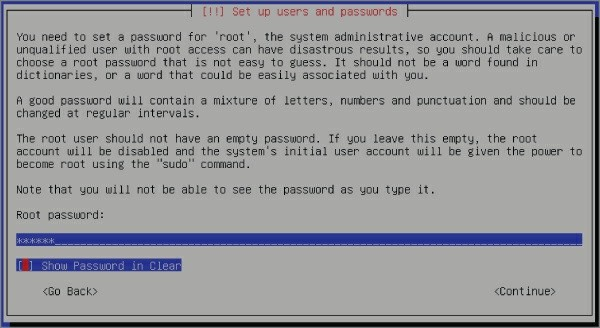 [!!] Set up users and passwords
You need to set a password for 'root', the system administrative account. A malicious or
unqualified user with root access can have disastrous results, so you should take care to
choose a root password that is not easy to guess. It should not be a word found in
dictionaries, or a word that could be easily associated with you.
A good password will contain a mixture of letters, numbers and punctuation and should be
changed at regular intervals.
The root user should not have an empty password. If you leave this empty, the root
account will be disabled and the system's initial user account will be given the power to
become root using the "sudo" command.
Note that you will not be able to see the password as you type it.
Root password:
******
[ ] Show Password in Clear
<Go Back> <Continue>